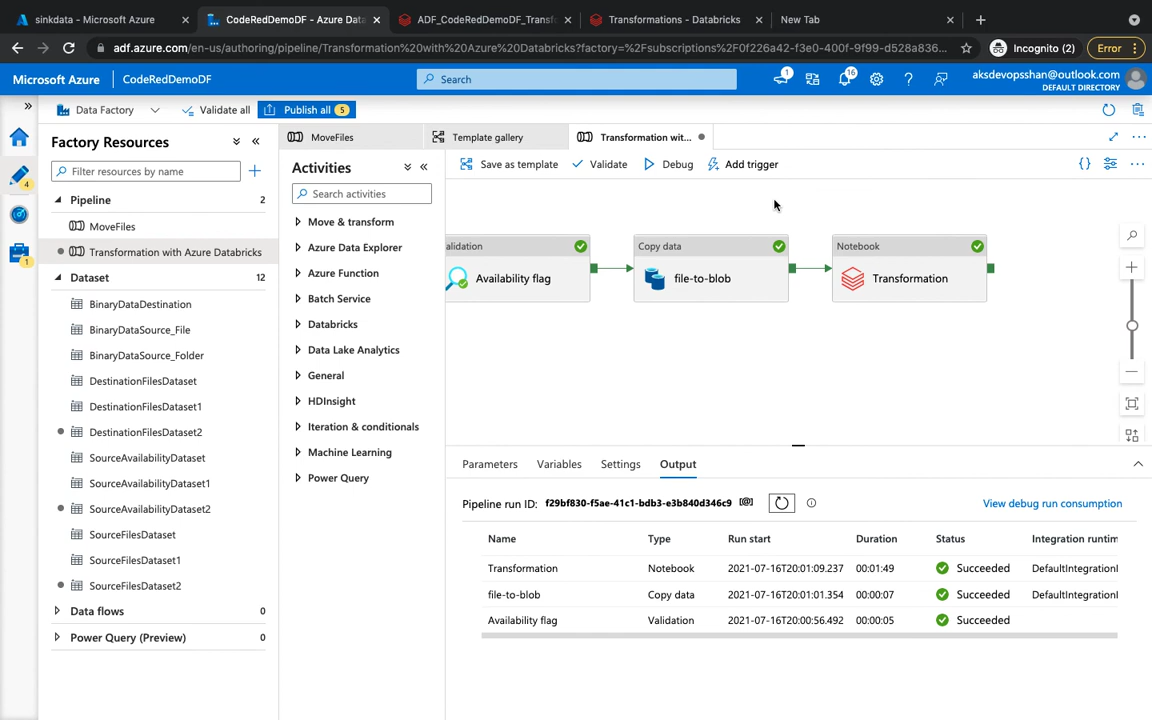 sinkdata - Microsoft Azure
CodeRedDemoDF - Azure Data
ADF_CodeRedDemoDF_Transf
Transformations - Databricks
New Tab
adf.azure.com/en-us/authoring/pipeline/Transformation%20with%20Azure%20Databricks?factory=%2Fsubscriptions%2F0f226a42-f3e0-400f-9f99-d528a836...
Incognito (2)
Error
Microsoft Azure
CodeRedDemoDF
Search
1
16
aksdevopsshan@outlook.com
DEFAULT DIRECTORY
Data Factory
Validate all
Publish all
5
Factory Resources
Filter resources by name
4
1
Pipeline 2
MoveFiles
Transformation with Azure Databricks
Dataset 12
BinaryDataDestination
BinaryDataSource_File
BinaryDataSource_Folder
DestinationFilesDataset
DestinationFilesDataset1
DestinationFilesDataset2
SourceAvailabilityDataset
SourceAvailabilityDataset1
SourceAvailabilityDataset2
SourceFilesDataset
SourceFilesDataset1
SourceFilesDataset2
Data flows 0
Power Query (Preview) 0
MoveFiles
Template gallery
Transformation wit...
Activities
Search activities
Move & transform
Azure Data Explorer
Azure Function
Batch Service
Databricks
Data Lake Analytics
General
HDInsight
Iteration & conditionals
Machine Learning
Power Query
Save as template
Validate
Debug
Add trigger
alidation
Availability flag
Copy data
file-to-blob
Notebook
Transformation
Parameters
Variables
Settings
Output
Pipeline run ID: f29bf830-f5ae-41c1-bdb3-e3b840d346c9
View debug run consumption
Name Type Run start Duration Status Integration runtim
Transformation Notebook 2021-07-16T20:01:09.237 00:01:49 Succeeded DefaultIntegrationI
file-to-blob Copy data 2021-07-16T20:01:01.354 00:00:07 Succeeded DefaultIntegrationI
Availability flag Validation 2021-07-16T20:00:56.492 00:00:05 Succeeded